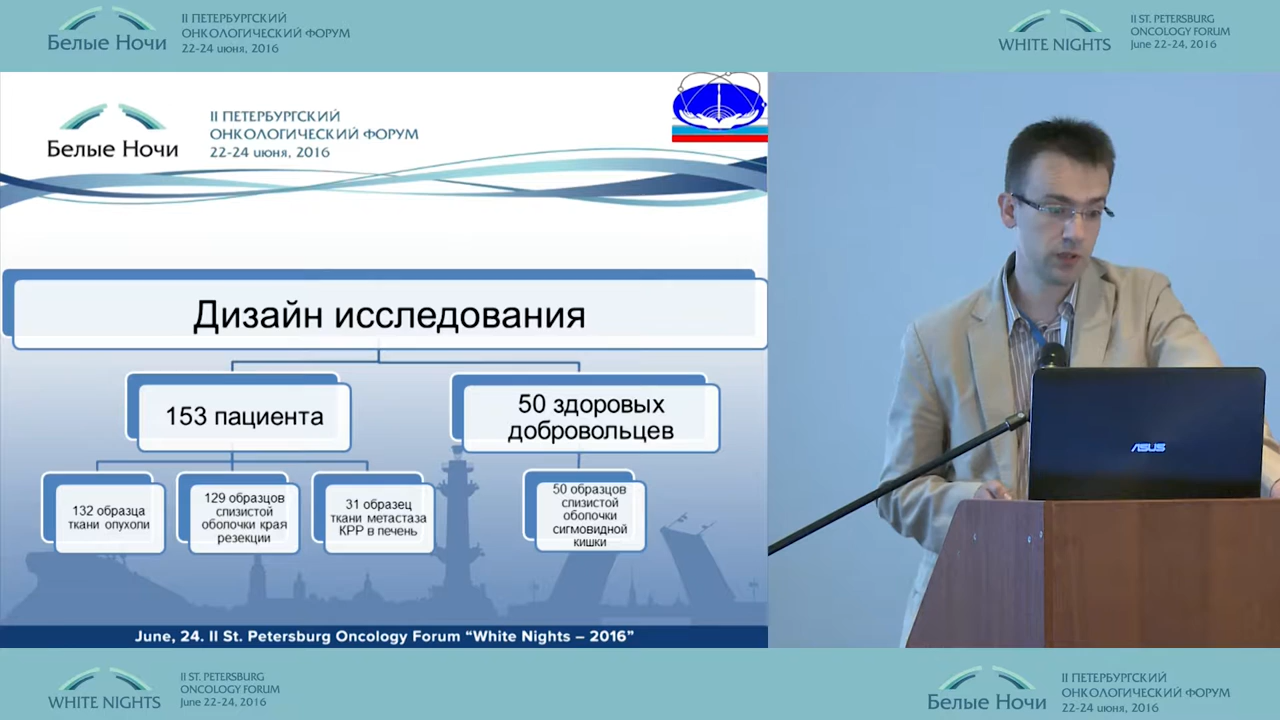 Белые Ночи
II ПЕТЕРБУРГСКИЙ
ОНКОЛОГИЧЕСКИЙ ФОРУМ
22-24 июня, 2016
WHITE NIGHTS
II ST. PETERSBURG
ONCOLOGY FORUM
June 22-24, 2016
Белые Ночи
II ПЕТЕРБУРГСКИЙ
ОНКОЛОГИЧЕСКИЙ ФОРУМ
22-24 июня, 2016
Дизайн исследования
153 пациента
50 здоровых
добровольцев
132 образца
ткани опухоли
129 образцов
слизистой
оболочки края
резекции
31 образец
ткани метастаза
КРР в печень
50 образцов
слизистой
оболочки
сигмовидной
кишки
ASUS
June, 24. II St. Petersburg Oncology Forum “White Nights – 2016”
WHITE NIGHTS
II ST. PETERSBURG
ONCOLOGY FORUM
June 22-24, 2016
Белые Ночи
II ПЕТЕРБУРГСКИЙ
ОНКОЛОГИЧЕСКИЙ ФОРУМ
22-24 июня, 2016